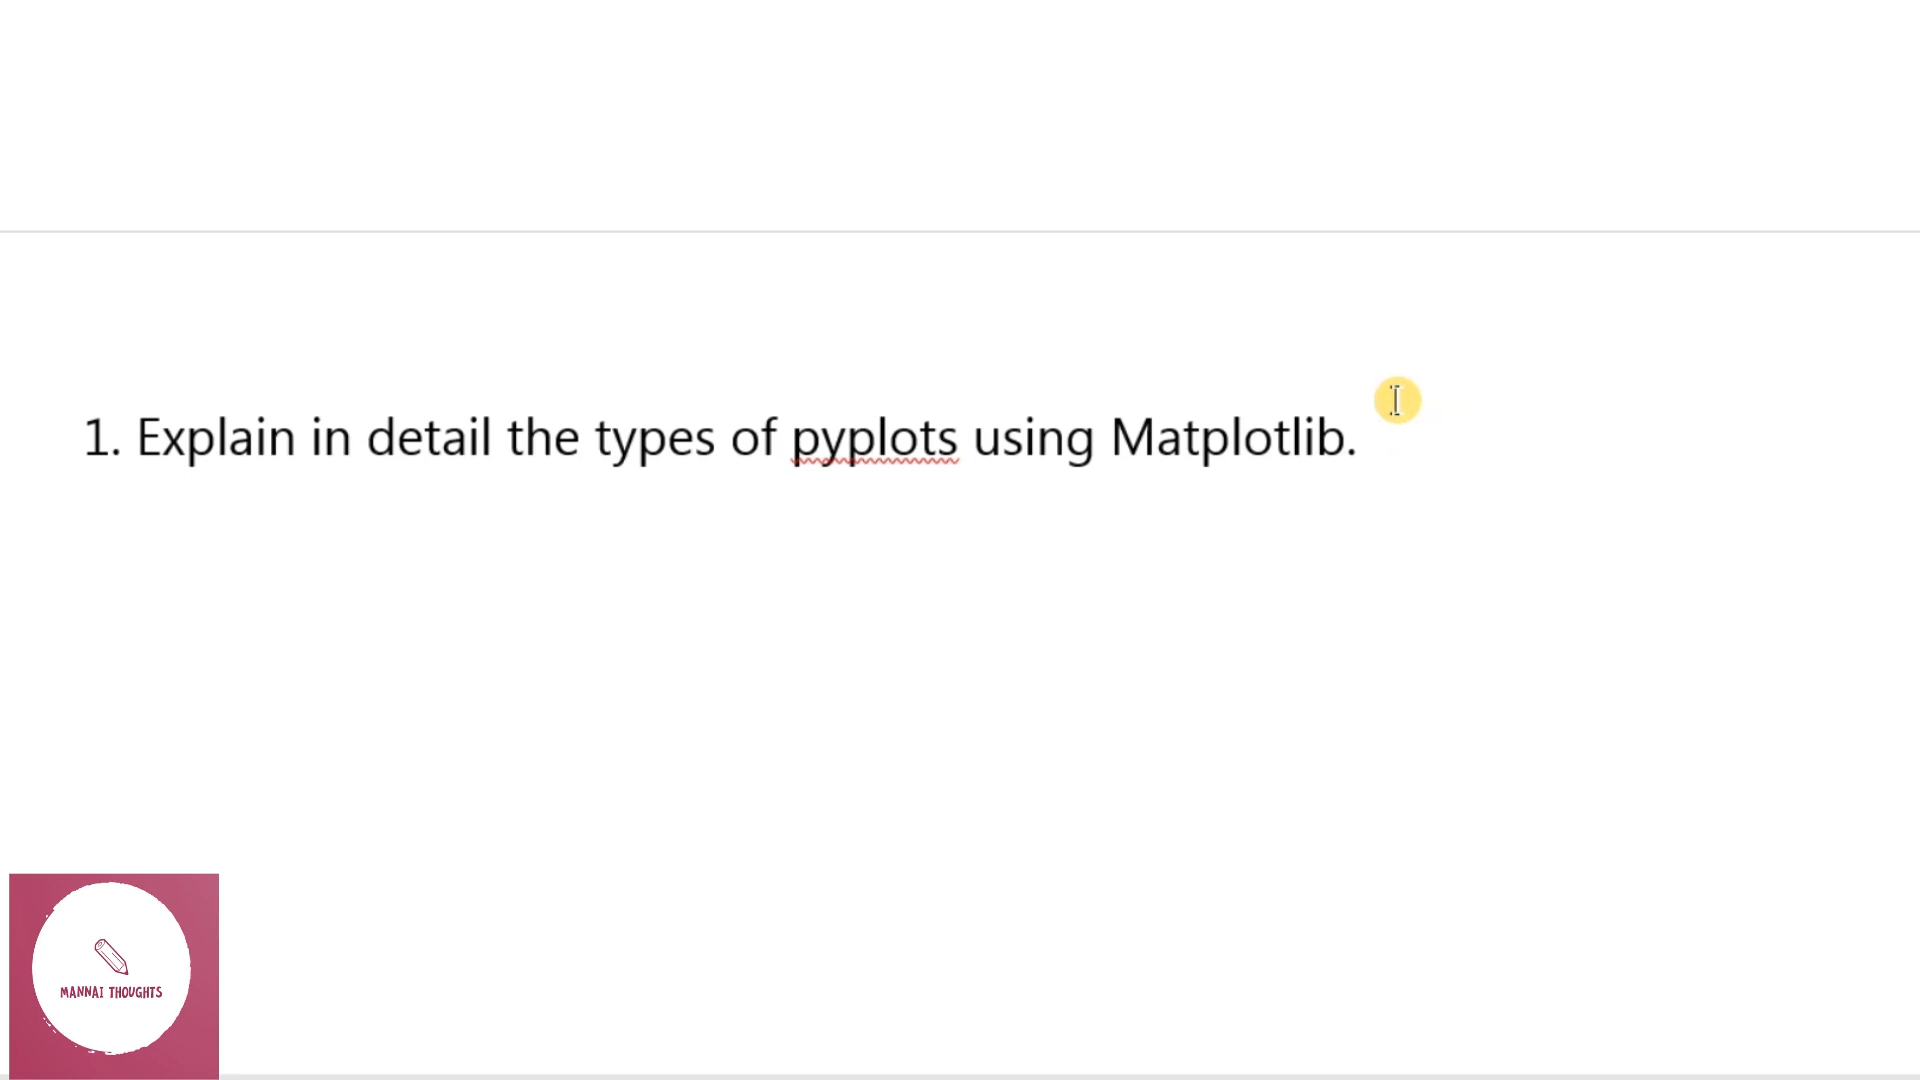 1. Explain in detail the types of pyplots using Matplotlib.
MANNAI THOUGHTS